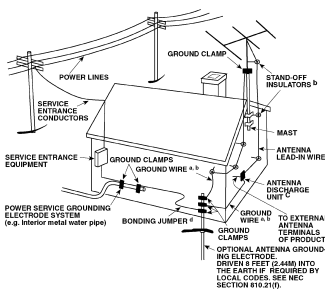 GROUND CLAMP
POWER LINES
STAND-OFF
INSULATORS b
SERVICE
ENTRANCE
CONDUCTORS
MAST
ANTENNA
LEAD-IN WIRE
SERVICE ENTRANCE
EQUIPMENT
GROUND CLAMPS
GROUND WIRE a, b
ANTENNA
DISCHARGE
UNIT C
POWER SERVICE GROUNDING
ELECTRODE SYSTEM
(e.g. interior metal water pipe)
BONDING JUMPER d
GROUND
WIRE a, b
TO EXTERNAL
ANTENNA
TERMINALS
OF PRODUCT
GROUND
CLAMPS
OPTIONAL ANTENNA GROUND-
ING ELECTRODE.
DRIVEN 8 FEET (2.44M) INTO
THE EARTH IF REQUIRED BY
LOCAL CODES. SEE NEC
SECTION 810.21(f).